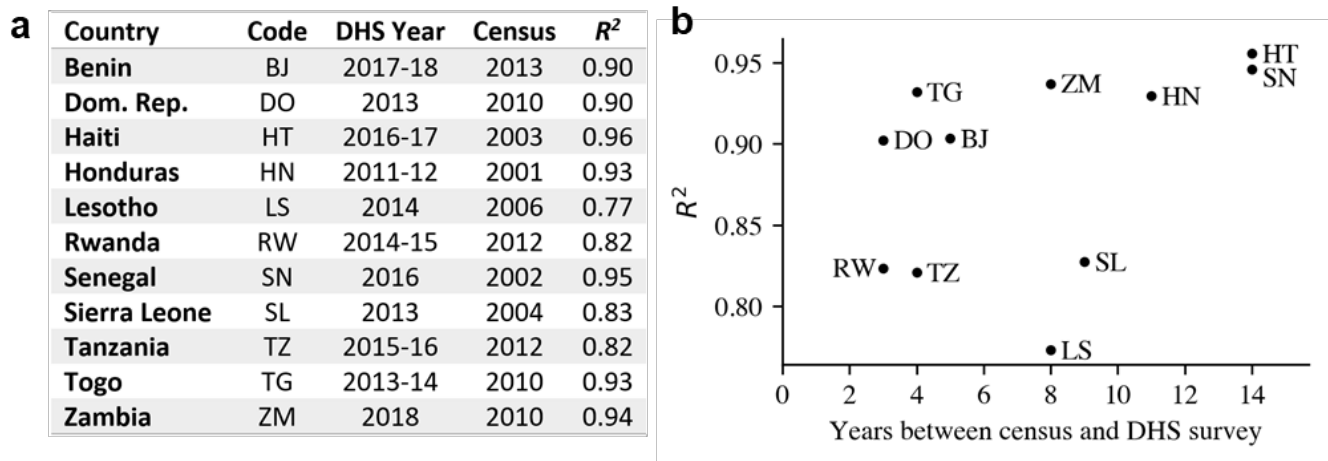 a
Country Code DHS Year Census R²
Benin BJ 2017-18 2013 0.90
Dom. Rep. DO 2013 2010 0.90
Haiti HT 2016-17 2003 0.96
Honduras HN 2011-12 2001 0.93
Lesotho LS 2014 2006 0.77
Rwanda RW 2014-15 2012 0.82
Senegal SN 2016 2002 0.95
Sierra Leone SL 2013 2004 0.83
Tanzania TZ 2015-16 2012 0.82
Togo TG 2013-14 2010 0.93
Zambia ZM 2018 2010 0.94
b
R²
0.95
0.90
0.85
0.80
HT
SN
ZM
TG
HN
DO
BJ
RW
TZ
SL
LS
0 2 4 6 8 10 12 14
Years between census and DHS survey